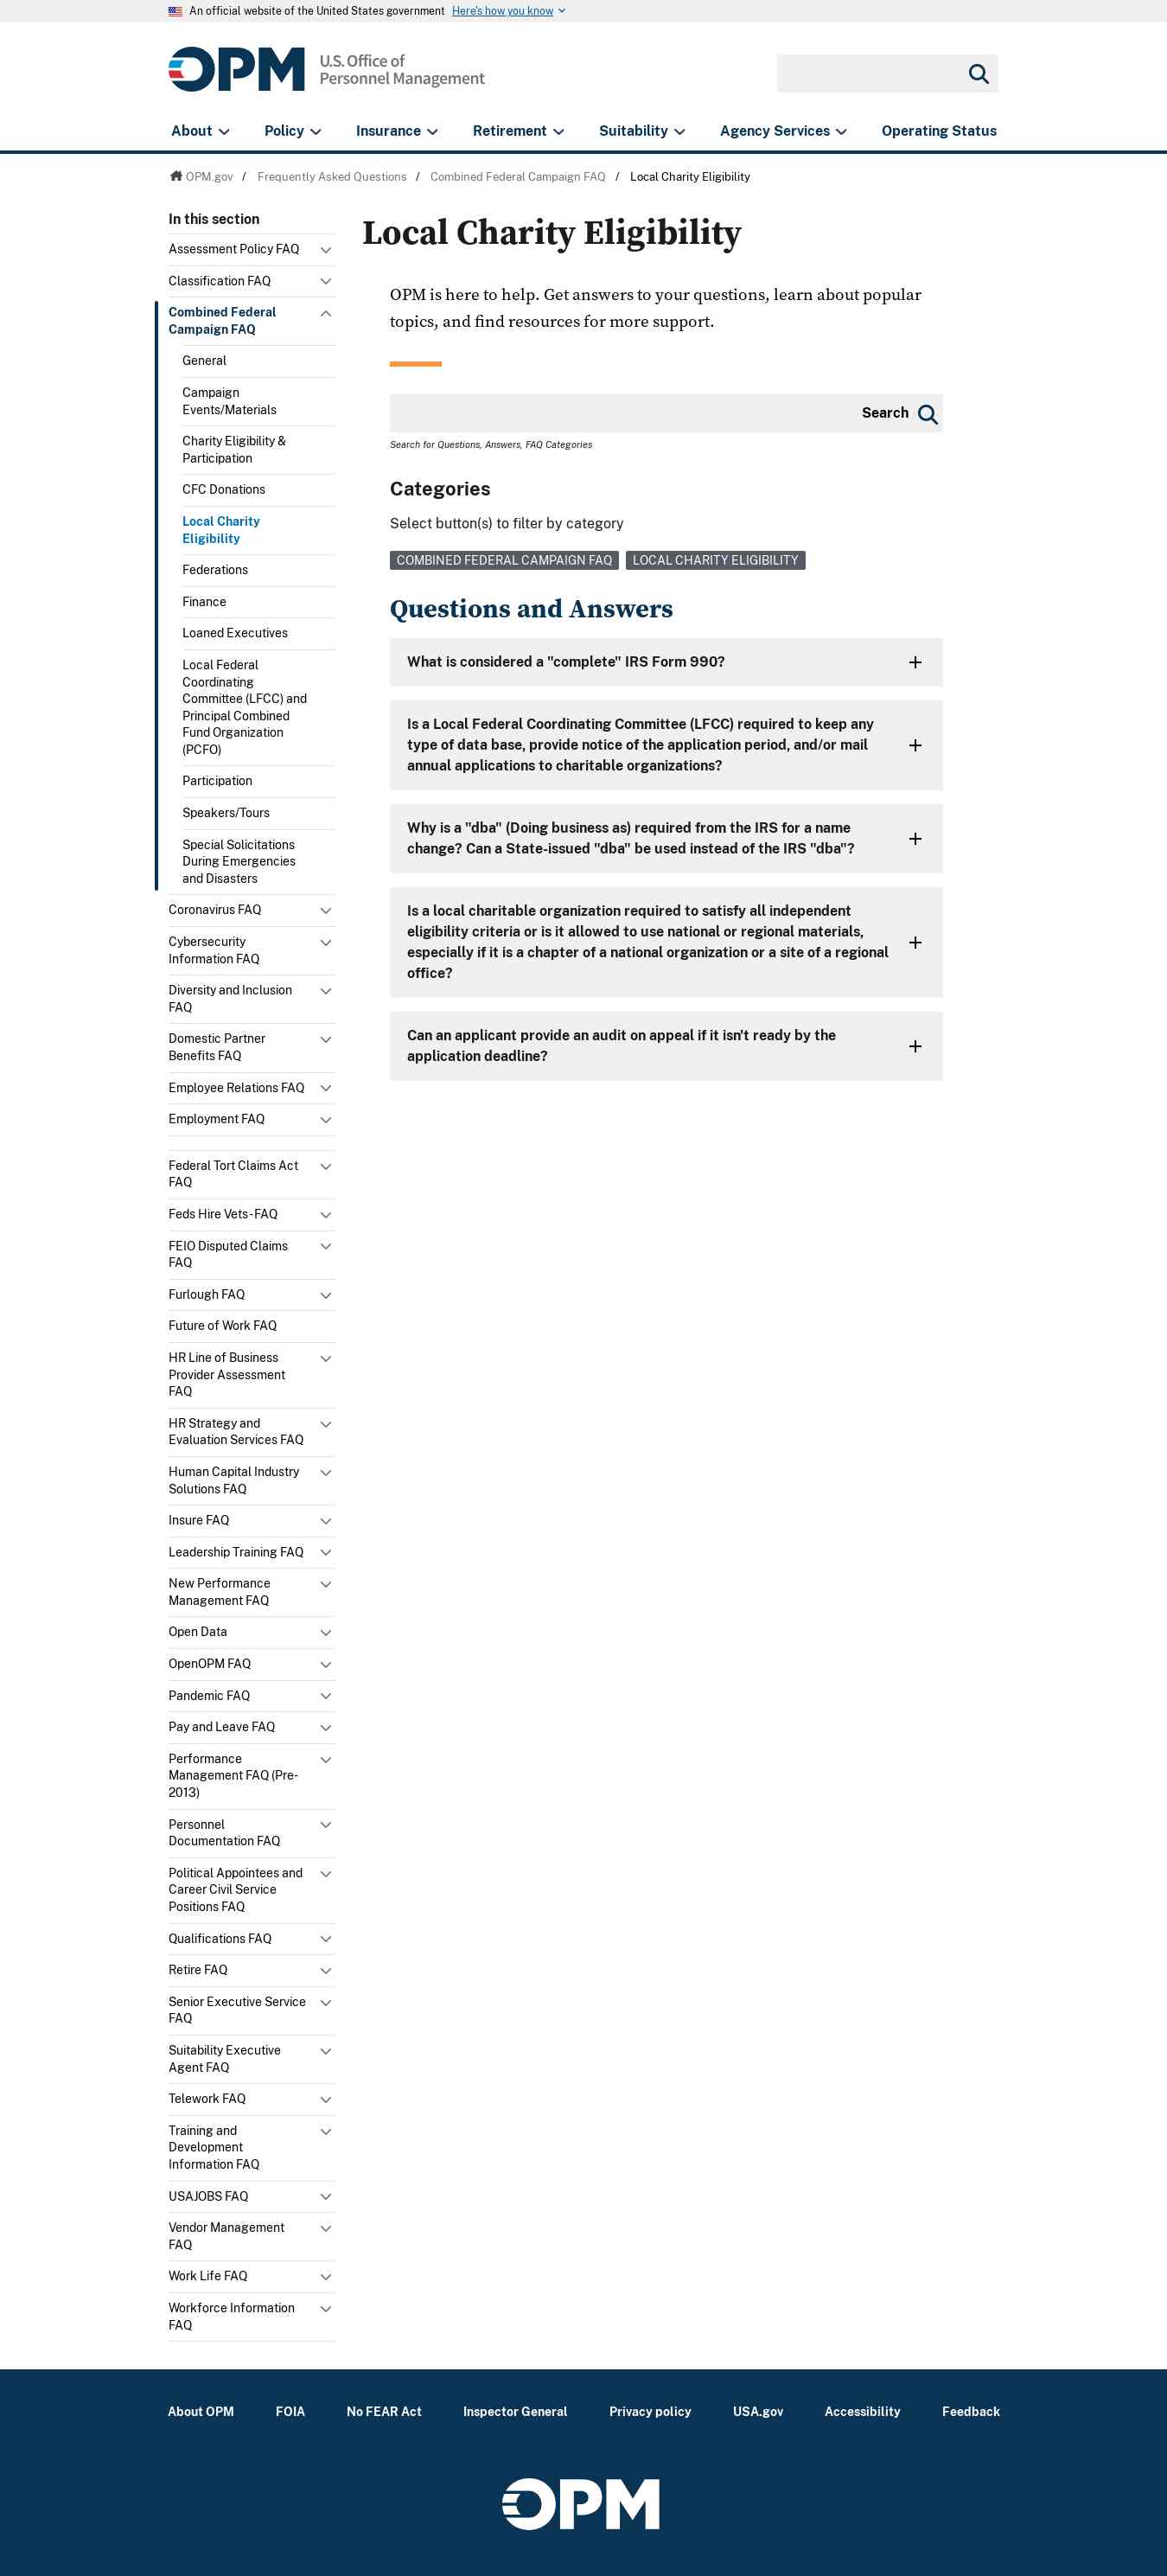 An official website of the United States government Here's how you know
OPM U.S. Office of
Personnel Management
About Policy Insurance Retirement Suitability Agency Services Operating Status
OPM.gov / Frequently Asked Questions / Combined Federal Campaign FAQ / Local Charity Eligibility
In this section
Assessment Policy FAQ
Classification FAQ
Combined Federal
Campaign FAQ
General
Campaign
Events/Materials
Charity Eligibility &
Participation
CFC Donations
Local Charity
Eligibility
Federations
Finance
Loaned Executives
Local Federal
Coordinating
Committee (LFCC) and
Principal Combined
Fund Organization
(PCFO)
Participation
Speakers/Tours
Special Solicitations
During Emergencies
and Disasters
Coronavirus FAQ
Cybersecurity
Information FAQ
Diversity and Inclusion
FAQ
Domestic Partner
Benefits FAQ
Employee Relations FAQ
Employment FAQ
Federal Tort Claims Act
FAQ
Feds Hire Vets-FAQ
FEIO Disputed Claims
FAQ
Furlough FAQ
Future of Work FAQ
HR Line of Business
Provider Assessment
FAQ
HR Strategy and
Evaluation Services FAQ
Human Capital Industry
Solutions FAQ
Insure FAQ
Leadership Training FAQ
New Performance
Management FAQ
Open Data
OpenOPM FAQ
Pandemic FAQ
Pay and Leave FAQ
Performance
Management FAQ (Pre-
2013)
Personnel
Documentation FAQ
Political Appointees and
Career Civil Service
Positions FAQ
Qualifications FAQ
Retire FAQ
Senior Executive Service
FAQ
Suitability Executive
Agent FAQ
Telework FAQ
Training and
Development
Information FAQ
USAJOBS FAQ
Vendor Management
FAQ
Work Life FAQ
Workforce Information
FAQ
Local Charity Eligibility
OPM is here to help. Get answers to your questions, learn about popular
topics, and find resources for more support.
Search
Search for Questions, Answers, FAQ Categories
Categories
Select button(s) to filter by category
COMBINED FEDERAL CAMPAIGN FAQ LOCAL CHARITY ELIGIBILITY
Questions and Answers
What is considered a "complete" IRS Form 990?
Is a Local Federal Coordinating Committee (LFCC) required to keep any
type of data base, provide notice of the application period, and/or mail
annual applications to charitable organizations?
Why is a "dba" (Doing business as) required from the IRS for a name
change? Can a State-issued "dba" be used instead of the IRS "dba"?
Is a local charitable organization required to satisfy all independent
eligibility criteria or is it allowed to use national or regional materials,
especially if it is a chapter of a national organization or a site of a regional
office?
Can an applicant provide an audit on appeal if it isn't ready by the
application deadline?
About OPM FOIA No FEAR Act Inspector General Privacy policy USA.gov Accessibility Feedback
OPM